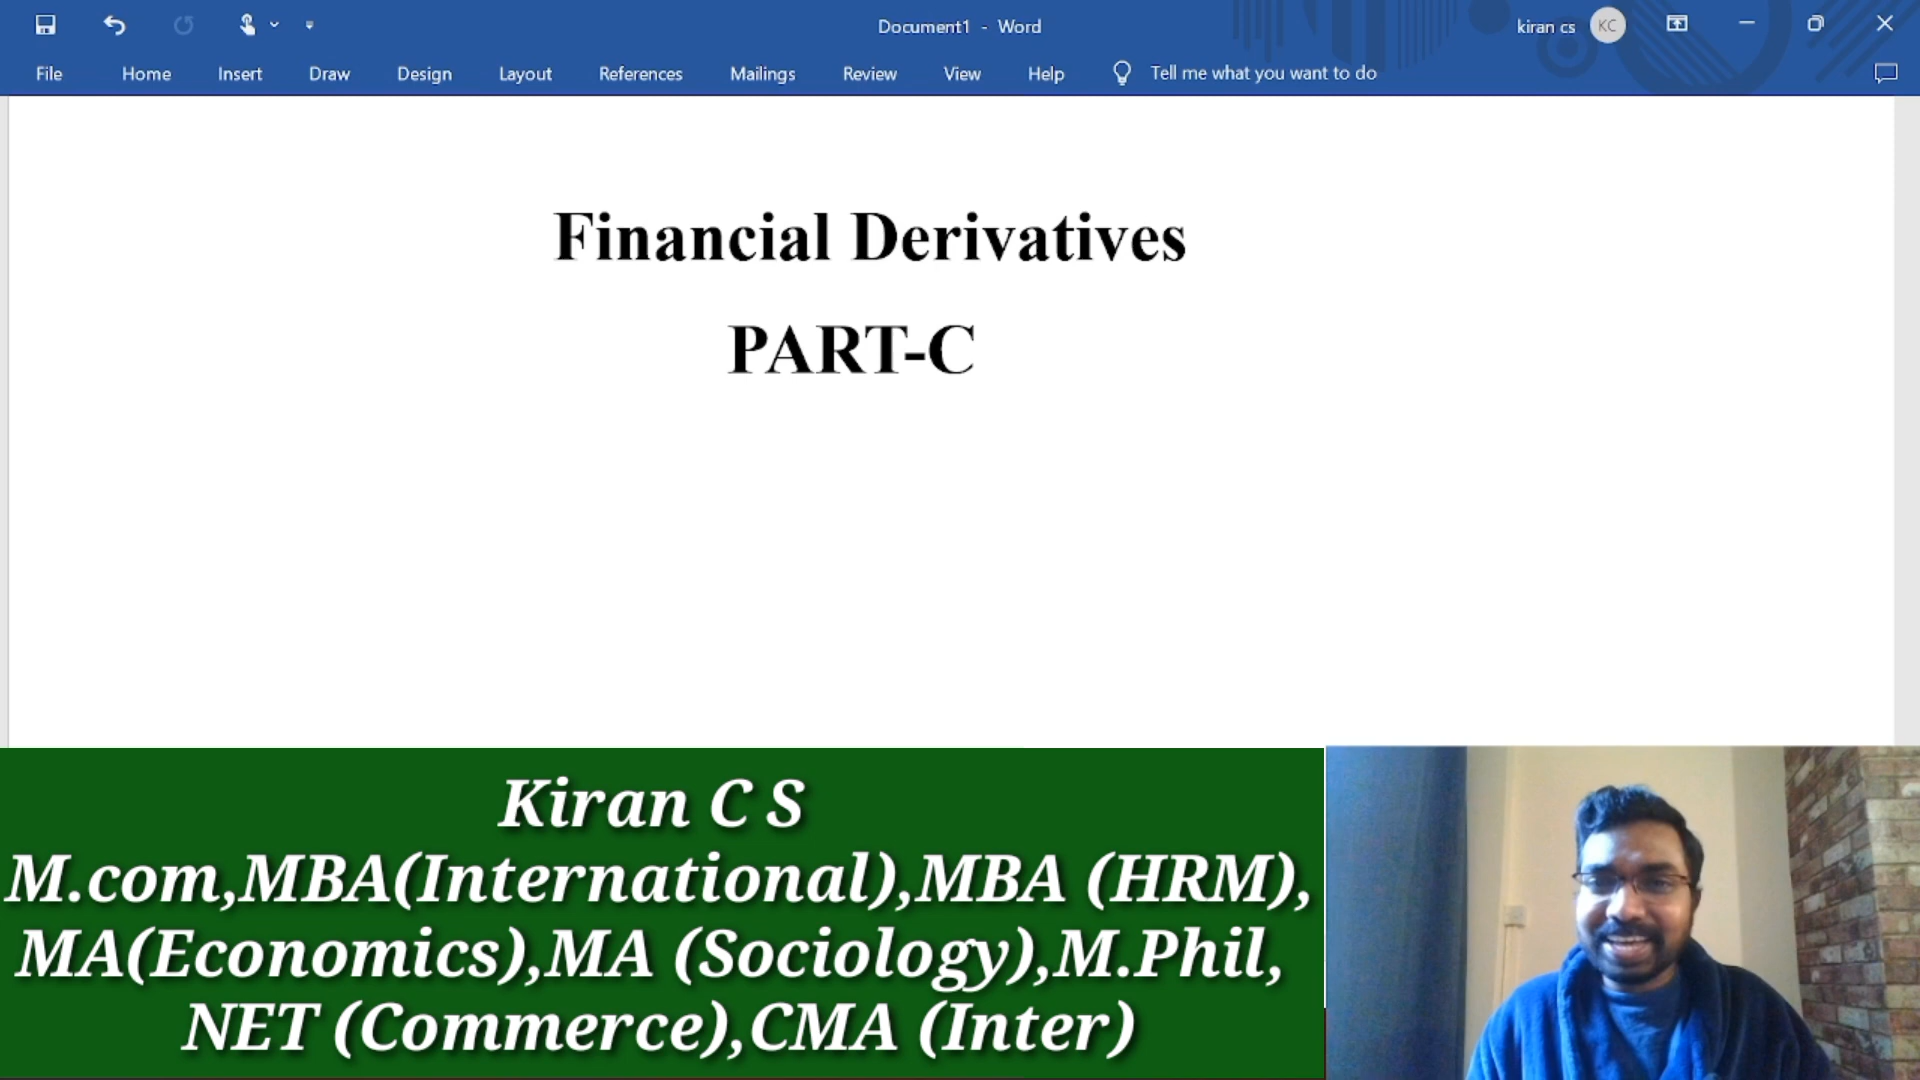 Document1 - Word
kiran cs KC
File Home Insert Draw Design Layout References Mailings Review View Help Tell me what you want to do
Financial Derivatives
PART-C
Kiran C S
M.com,MBA(International),MBA (HRM),
MA(Economics),MA (Sociology),M.Phil,
NET (Commerce),CMA (Inter)